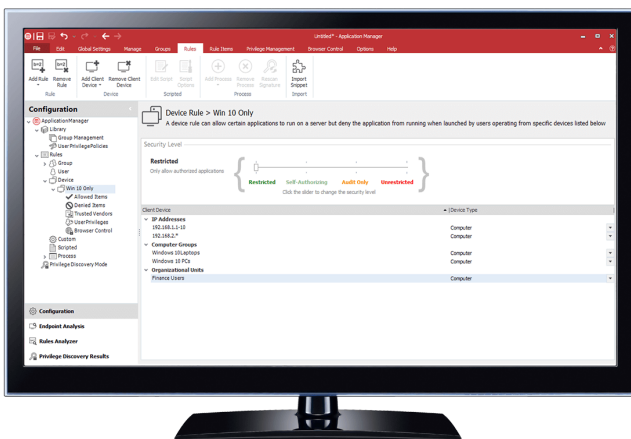 Untitled* - Application Manager
File Edit Global Settings Manage Groups Rules Rule Items Privilege Management Browser Control Options Help
Add Rule Remove Rule Add Client Device Remove Client Device Edit Script Script Options Add Process Remove Process Rescan Signature Import Snippet
Rule Device Scripted Process Import
Configuration
ApplicationManager
Library
Group Management
User PrivilegePolicies
Rules
Group
User
Device
Win 10 Only
Allowed Items
Denied Items
Trusted Vendors
UserPrivileges
Browser Control
Custom
Scripted
Process
Privilege Discovery Mode
Configuration
Endpoint Analysis
Rules Analyzer
Privilege Discovery Results
Device Rule > Win 10 Only
A device rule can allow certain applications to run on a server but deny the application from running when launched by users operating from specific devices listed below
Security Level
Restricted
Only allow authorized applications
Restricted Self-Authorizing Audit Only Unrestricted
Click the slider to change the security level
Client Device Device Type
IP Addresses
192.168.1.1-10 Computer
192.168.2.* Computer
Computer Groups
Windows 10Laptops Computer
Windows 10 PCs Computer
Organizational Units
Finance Users Computer